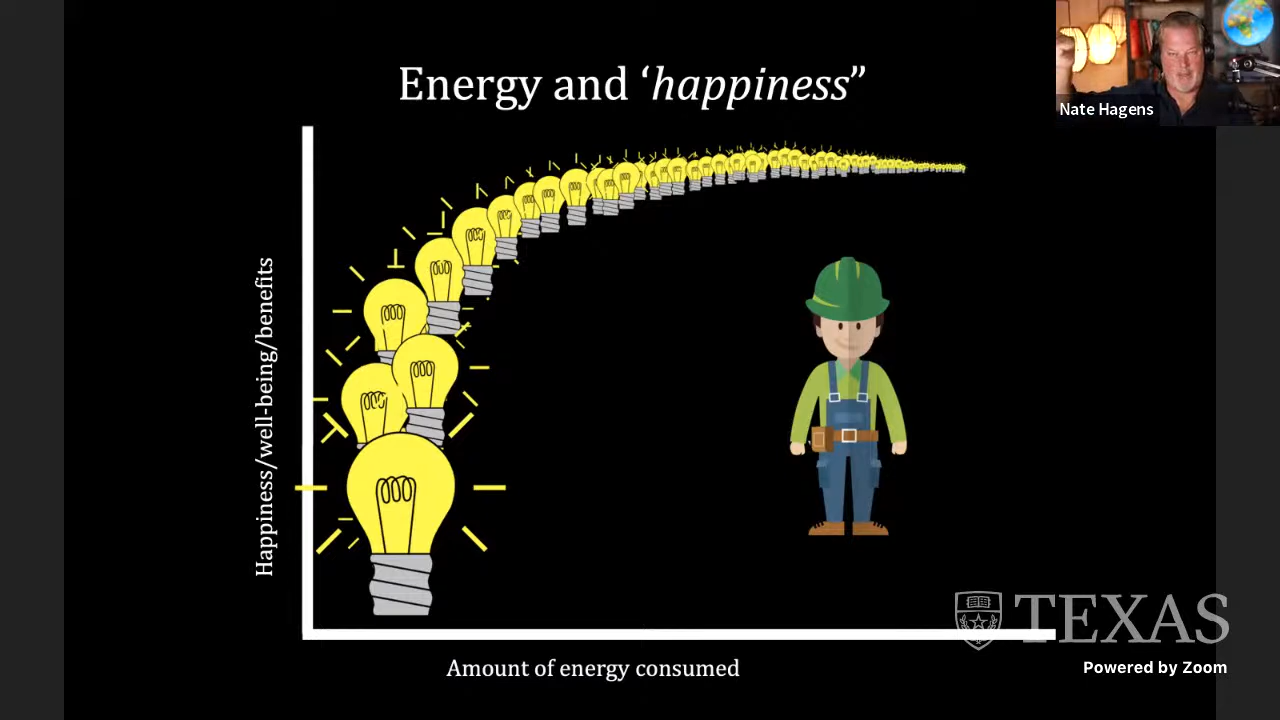 Energy and ‘happiness”
Nate Hagens
Happiness/well-being/benefits
Amount of energy consumed
TEXAS
Powered by Zoom